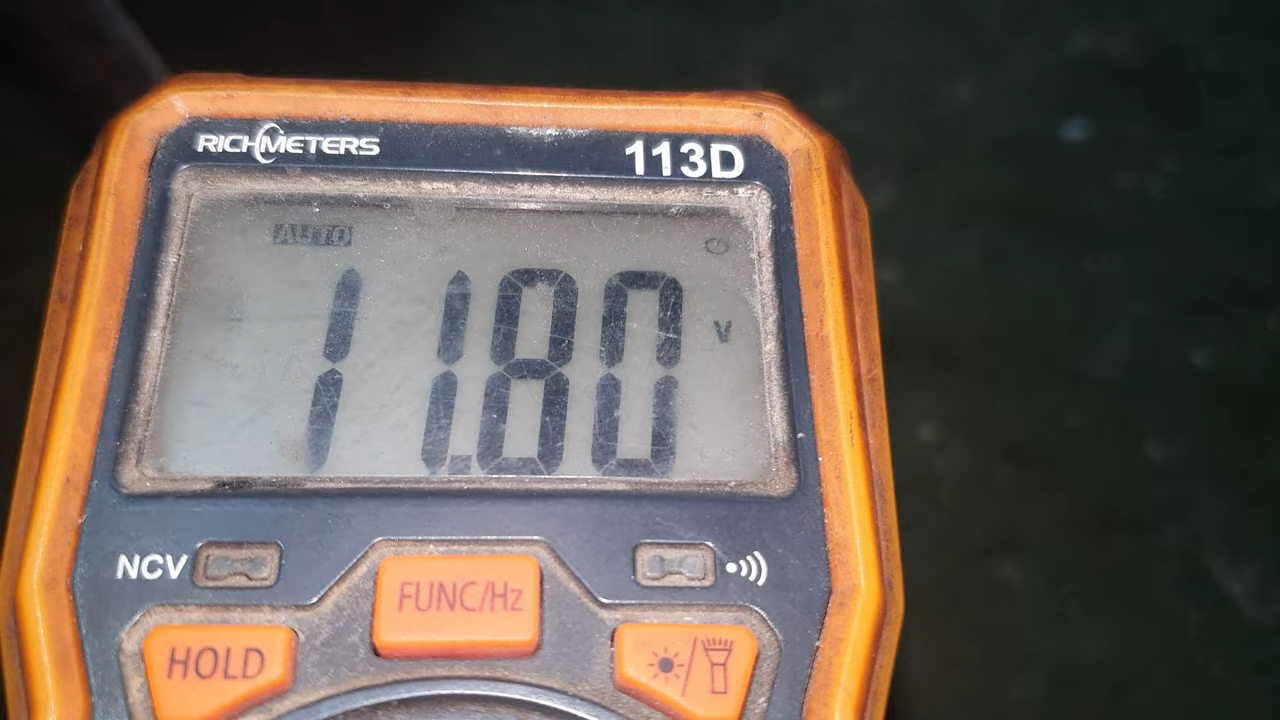 RICHMETERS 113D
AUTO
11.80 V
NCV
FUNC/Hz
HOLD